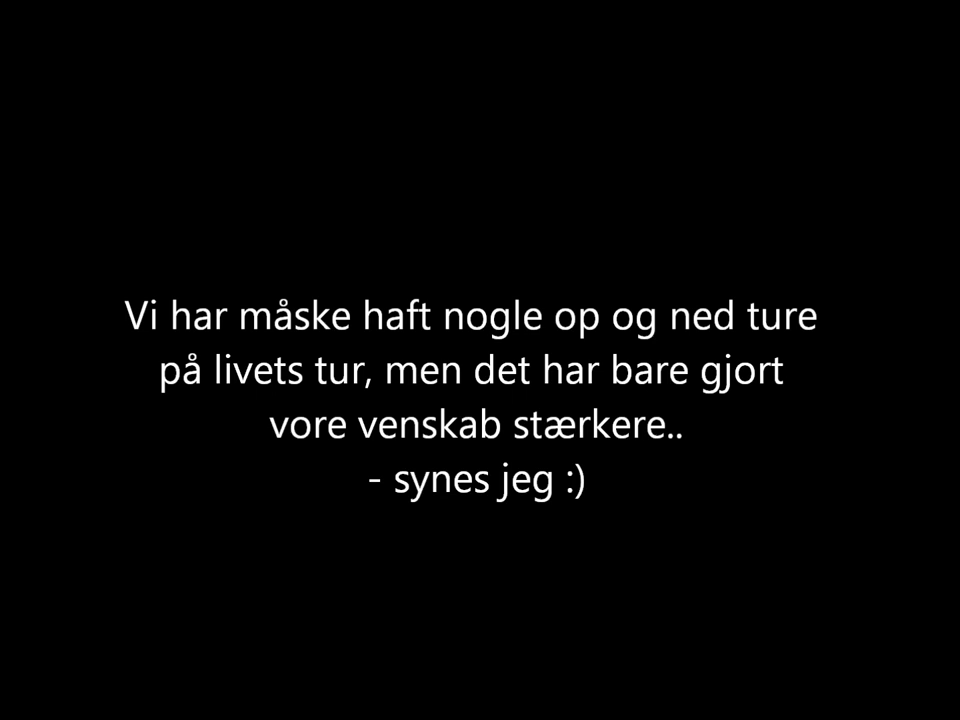 Vi har måske haft nogle op og ned ture
på livets tur, men det har bare gjort
vore venskab stærkere..
- synes jeg :)